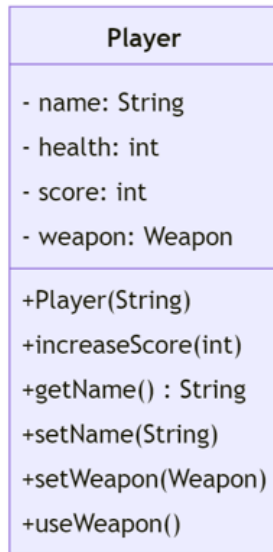 Player
- name: String
- health: int
- score: int
- weapon: Weapon
+Player(String)
+increaseScore(int)
+getName() : String
+setName(String)
+setWeapon(Weapon)
+useWeapon()